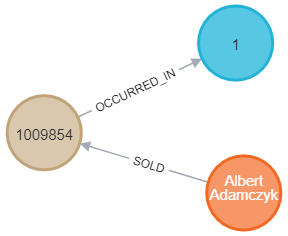 1
OCCURRED_IN
1009854
SOLD
Albert
Adamczyk